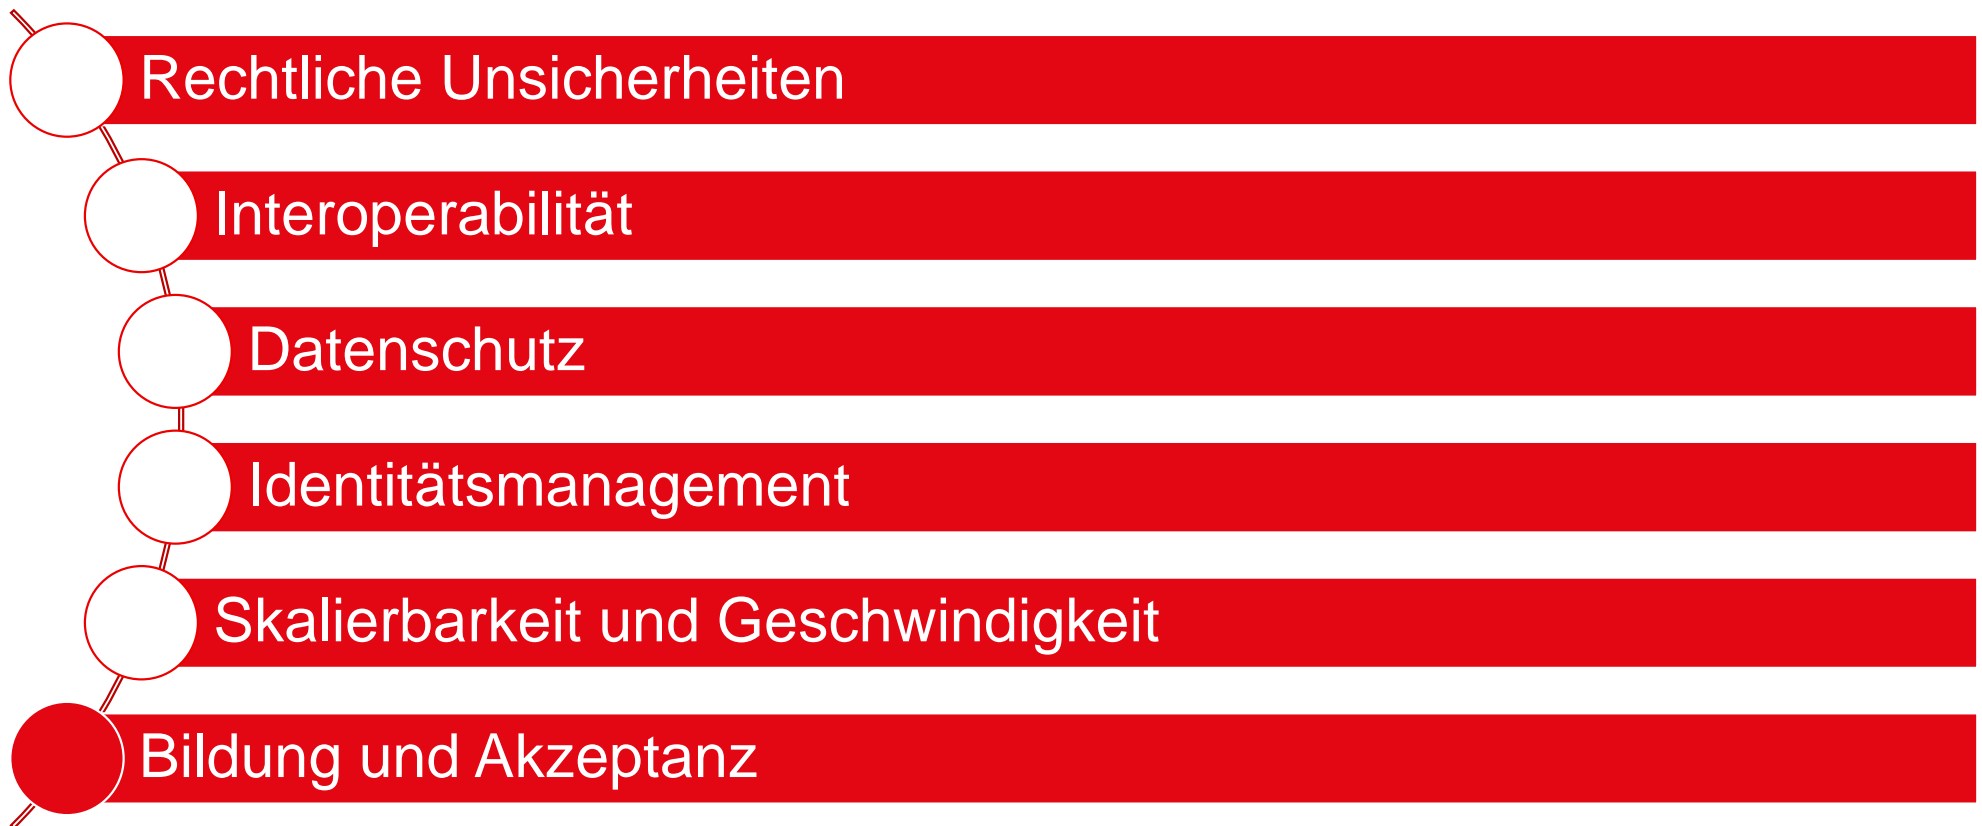 Rechtliche Unsicherheiten
Interoperabilität
Datenschutz
Identitätsmanagement
Skalierbarkeit und Geschwindigkeit
Bildung und Akzeptanz